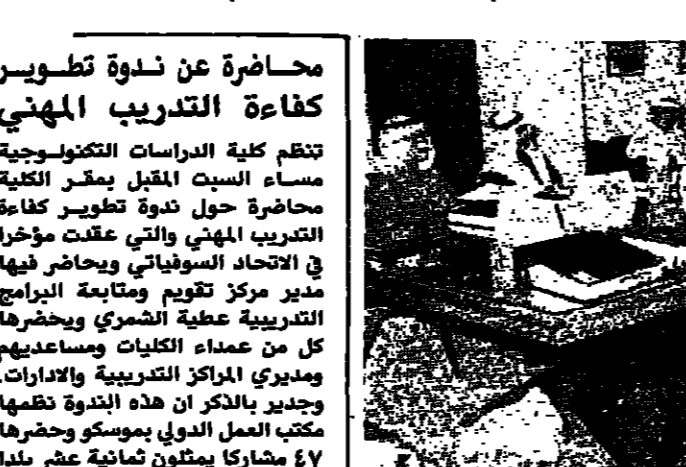 محاضرة عن ندوة تطوير
كفاءة التدريب المهني
تنظم كلية الدراسات التكنولوجية
مساء السبت المقبل بمقر الكلية
محاضرة حول ندوة تطوير كفاءة
التدريب المهني والتي عقدت مؤخرا
في الاتحاد السوفياتي ويحاضر فيها
مدير مركز تقويم ومتابعة البرامج
التدريبية عطية الشمري ويحضرها
كل من عمداء الكليات ومساعديهم
ومديري المراكز التدريبية والادارات.
وجدير بالذكر ان هذه الندوة نظمها
مكتب العمل الدولي بموسكو وحضرها
٤٧ مشاركا يمثلون ثمانية عشر بلدا